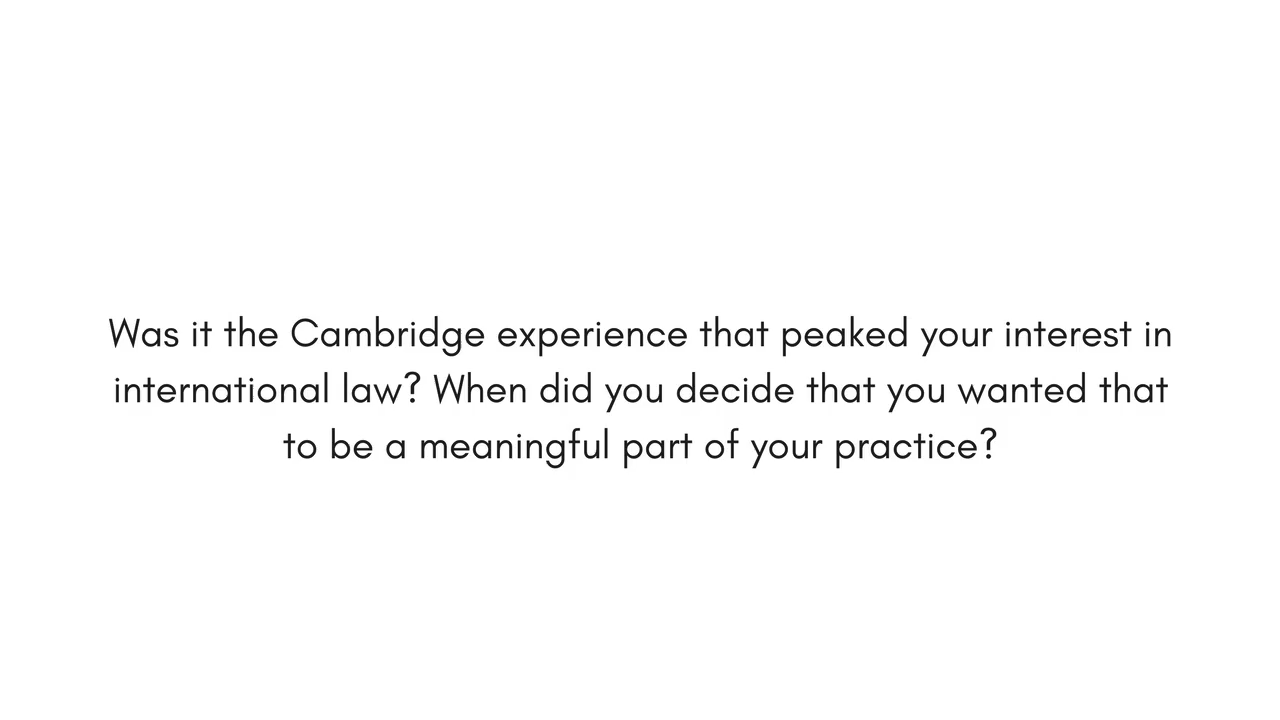 Was it the Cambridge experience that peaked your interest in
international law? When did you decide that you wanted that
to be a meaningful part of your practice?